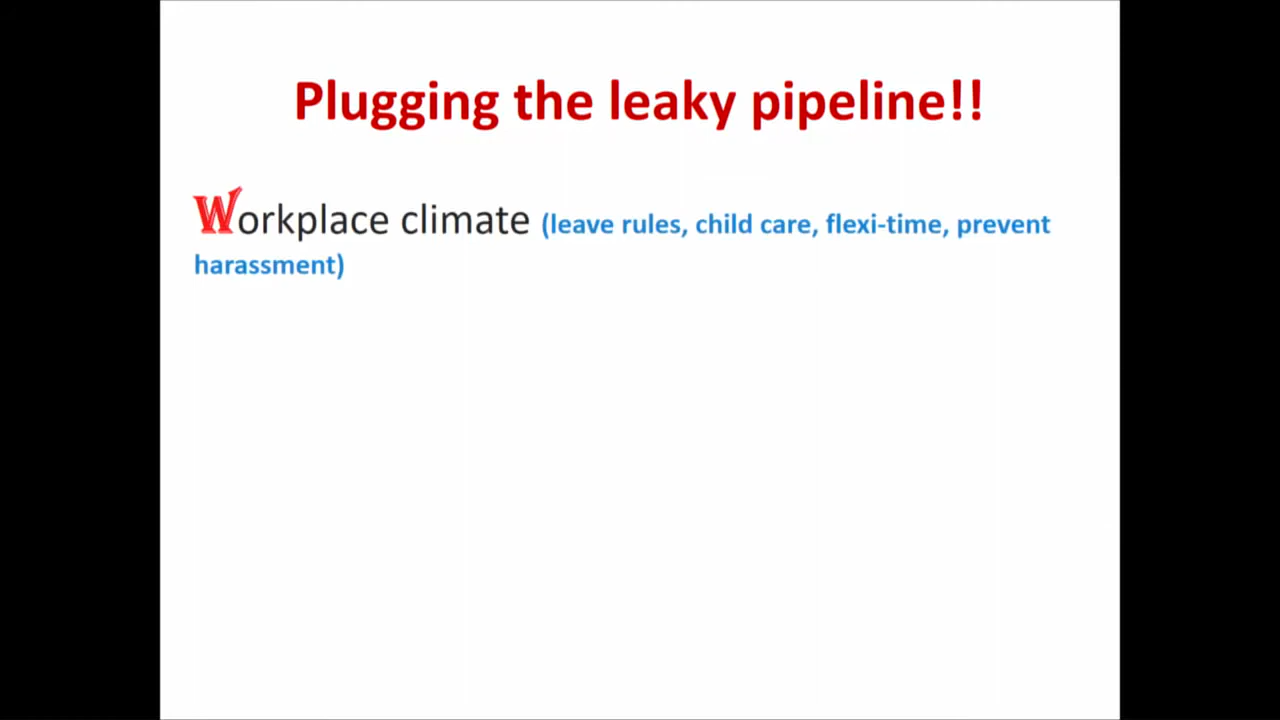 Plugging the leaky pipeline!!
Workplace climate (leave rules, child care, flexi-time, prevent
harassment)